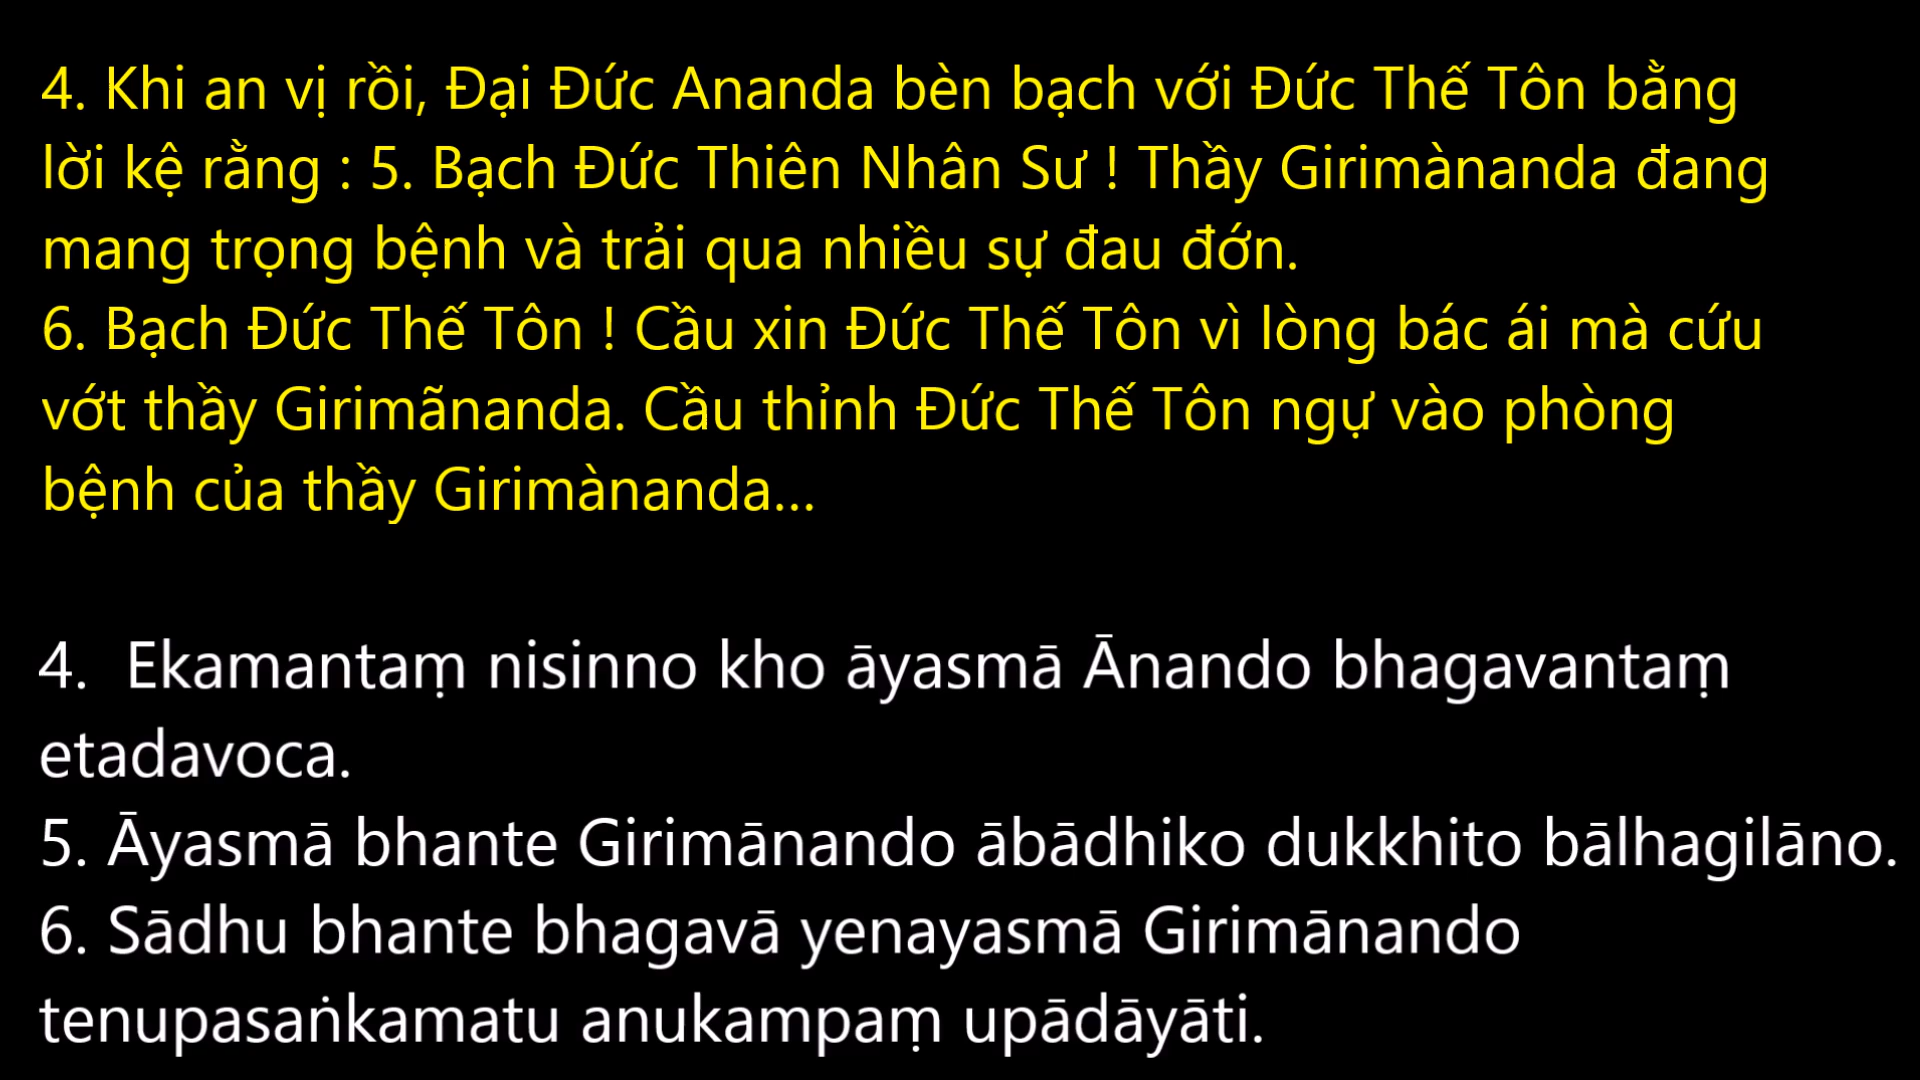 4. Khi an vị rồi, Đại Đức Ananda bèn bạch với Đức Thế Tôn bằng
lời kệ rằng : 5. Bạch Đức Thiên Nhân Sư ! Thầy Girimànanda đang
mang trọng bệnh và trải qua nhiều sự đau đớn.
6. Bạch Đức Thế Tôn ! Cầu xin Đức Thế Tôn vì lòng bác ái mà cứu
vớt thầy Girimãnanda. Cầu thỉnh Đức Thế Tôn ngự vào phòng
bệnh của thầy Girimànanda...
4.  Ekamantaṃ nisinno kho āyasmā Ānando bhagavantaṃ
etadavoca.
5. Āyasmā bhante Girimānando ābādhiko dukkhito bālhagilāno.
6. Sādhu bhante bhagavā yenayasmā Girimānando
tenupasaṅkamatu anukampaṃ upādāyāti.